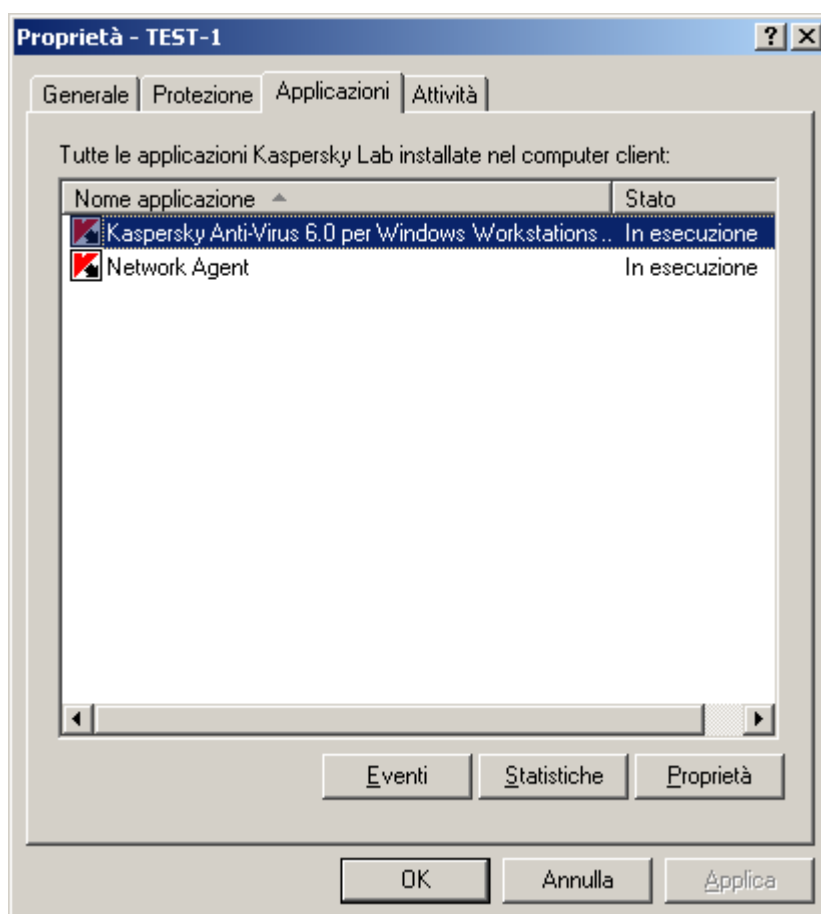 Proprietà - TEST-1
Generale Protezione Applicazioni Attività
Tutte le applicazioni Kaspersky Lab installate nel computer client:
Nome applicazione Stato
Kaspersky Anti-Virus 6.0 per Windows Workstations .. In esecuzione
Network Agent In esecuzione
Eventi Statistiche Proprietà
OK Annulla Applica